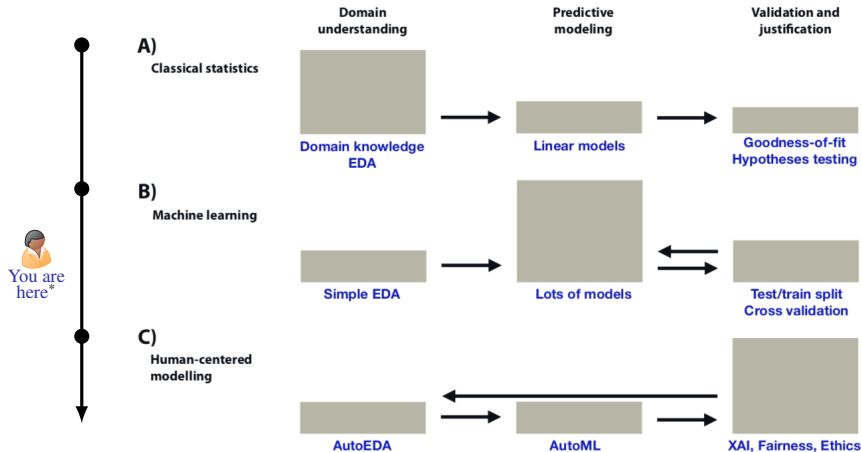 Domain
understanding
Predictive
modeling
Validation and
justification
A)
Classical statistics
Domain knowledge
EDA
Linear models
Goodness-of-fit
Hypotheses testing
B)
Machine learning
Simple EDA
Lots of models
Test/train split
Cross validation
You are
here*
C)
Human-centered
modelling
AutoEDA
AutoML
XAI, Fairness, Ethics